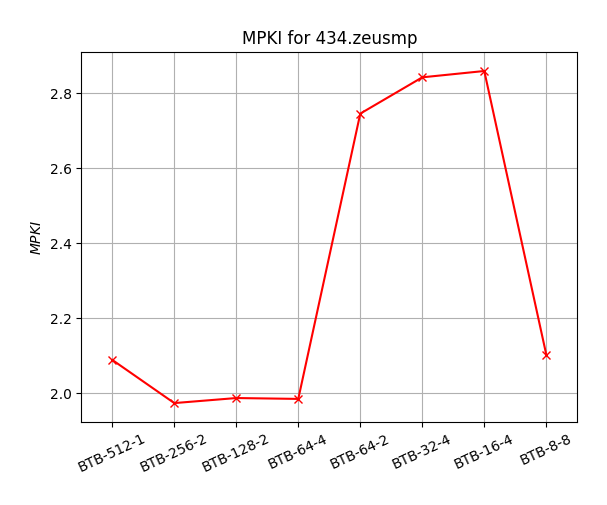 MPKI for 434.zeusmp
MPKI
2.8
2.6
2.4
2.2
2.0
BTB-512-1
BTB-256-2
BTB-128-2
BTB-64-4
BTB-64-2
BTB-32-4
BTB-16-4
BTB-8-8